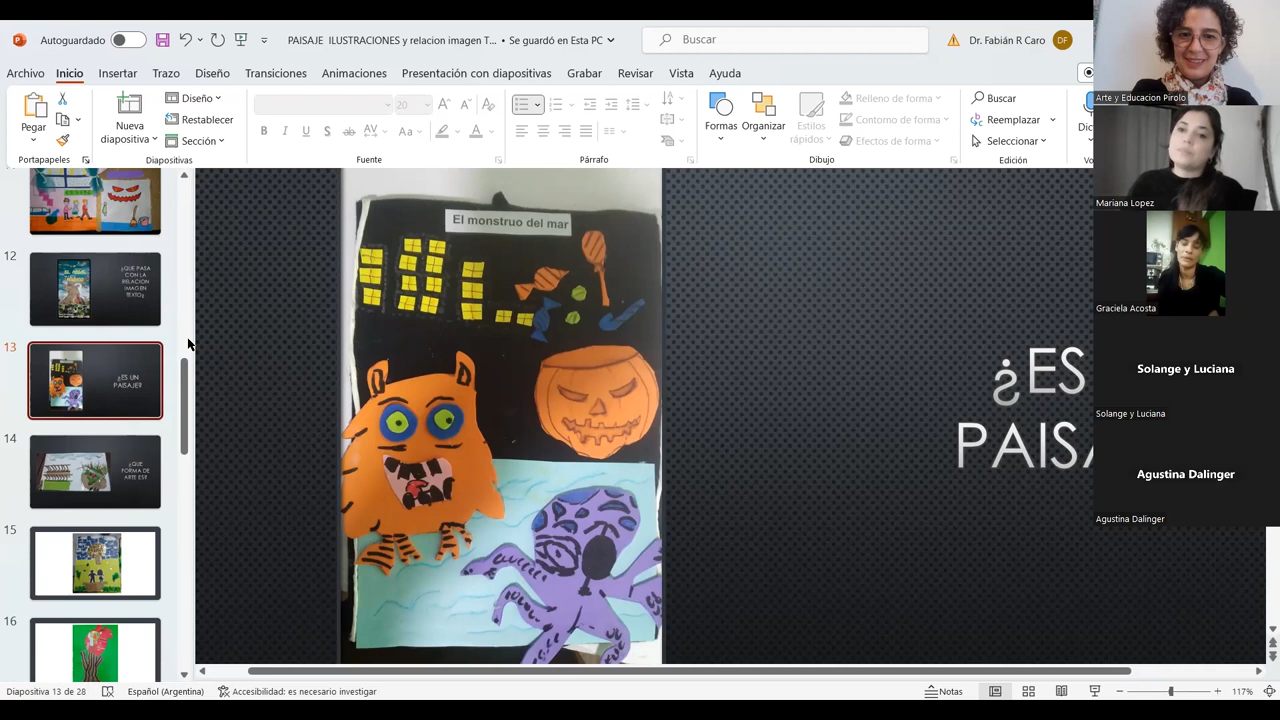 Autoguardado
PAISAJE ILUSTRACIONES y relacion imagen T... • Se guardó en Esta PC
Buscar
Dr. Fabián R Caro
DF
Archivo
Inicio
Insertar
Trazo
Diseño
Transiciones
Animaciones
Presentación con diapositivas
Grabar
Revisar
Vista
Ayuda
Pegar
Nueva
diapositiva
Diseño
Restablecer
Sección
20
Formas
Organizar
Estilos
rápidos
Relleno de forma
Contorno de forma
Efectos de forma
Buscar
Reemplazar
Seleccionar
Portapapeles
Diapositivas
Fuente
Párrafo
Dibujo
Edición
12
¿QUE PASA
CON LA
RELACIÓN
IMAGEN
TEXTO?
13
¿ES UN
PAISAJE?
14
¿QUE
FORMA DE
ARTE ES?
15
16
El monstruo del mar
¿ES
PAISA
Arte y Educacion Pirolo
Mariana Lopez
Graciela Acosta
Solange y Luciana
Solange y Luciana
Agustina Dalinger
Agustina Dalinger
Diapositiva 13 de 28
Español (Argentina)
Accesibilidad: es necesario investigar
Notas
117%